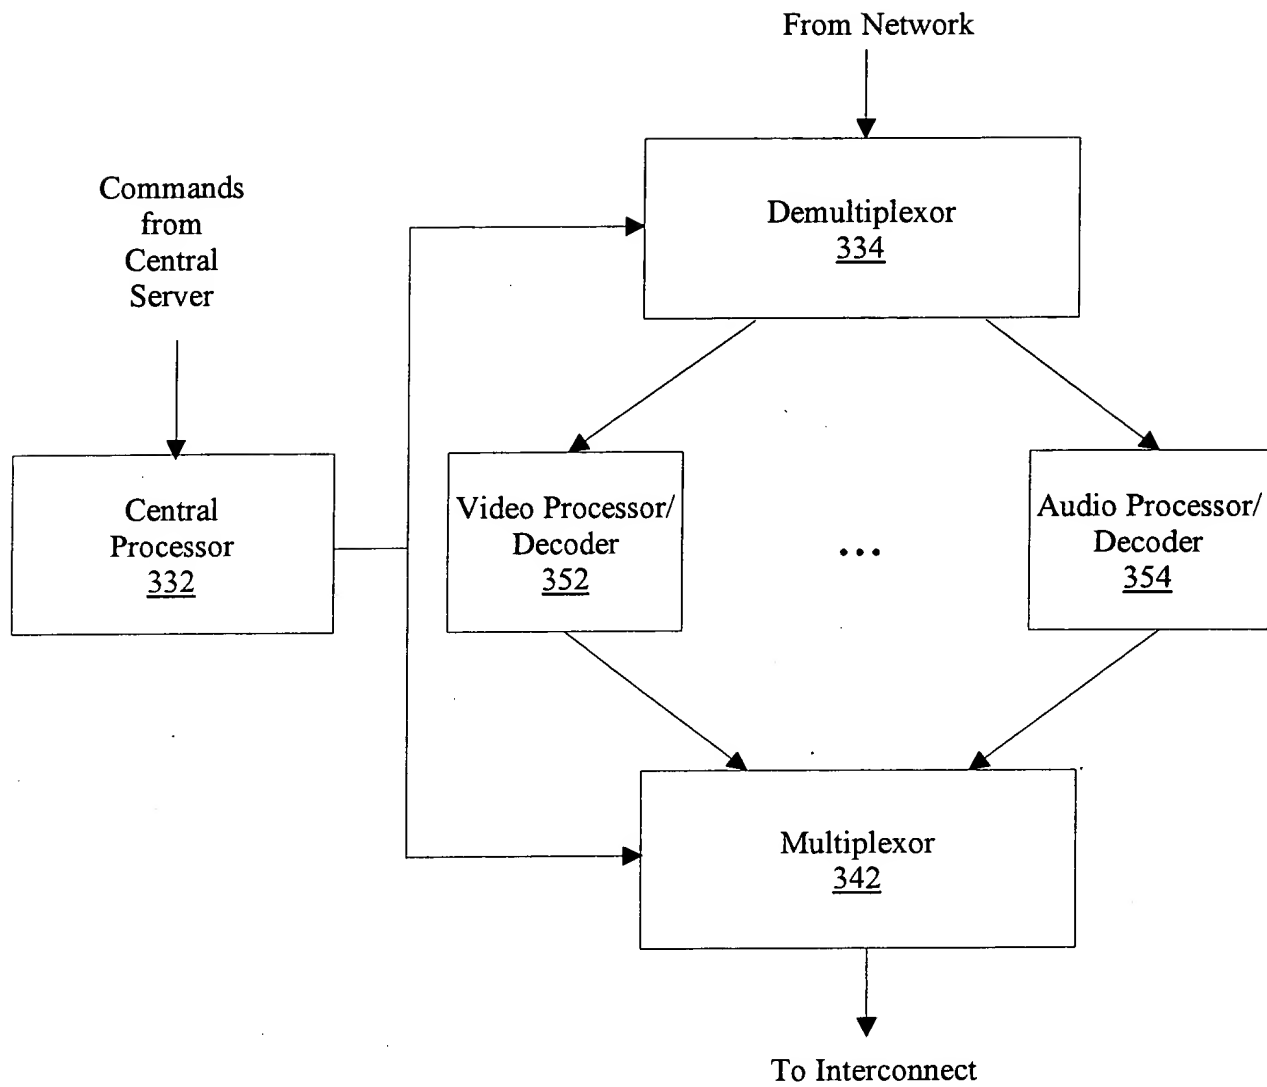 From Network
Demultiplexor
334
Commands
from
Central
Server
Central
Processor
332
Video Processor/
Decoder
352
...
Audio Processor/
Decoder
354
Multiplexor
342
To Interconnect